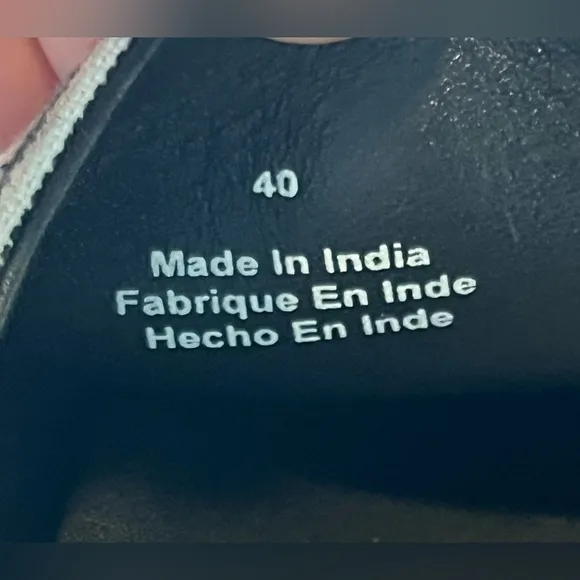 40
Made In India
Fabrique En Inde
Hecho En Inde